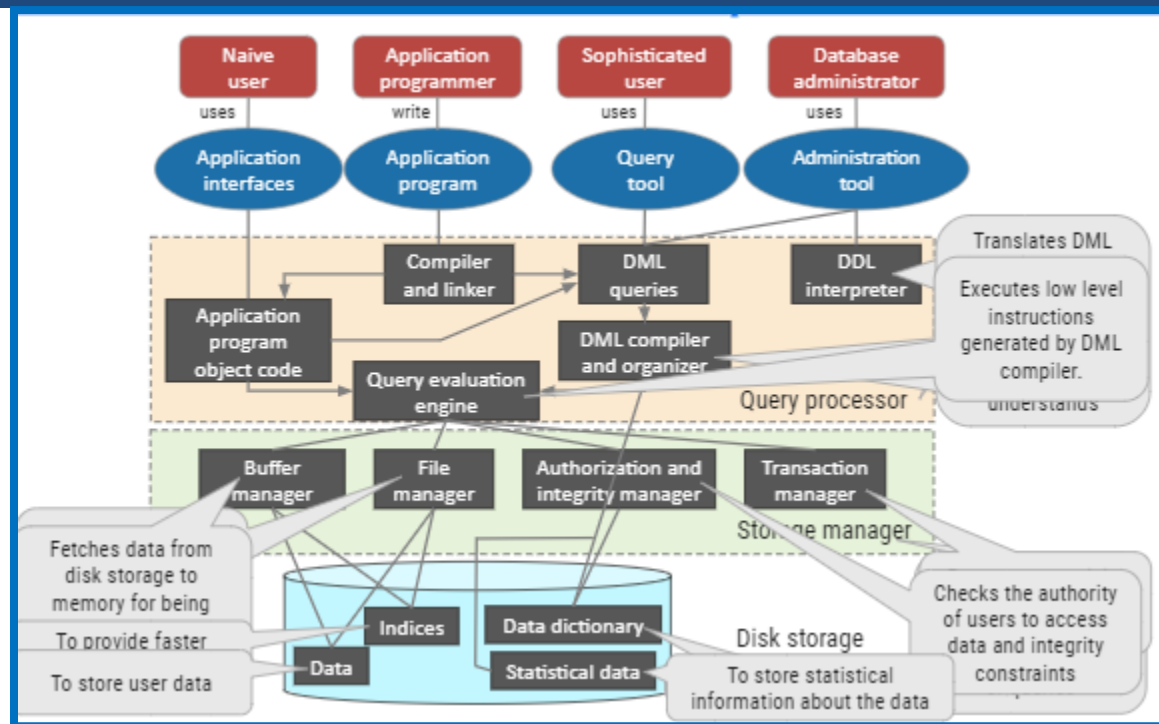 Naive
user
Application
programmer
Sophisticated
user
Database
administrator
uses
write
uses
uses
Application
interfaces
Application
program
Query
tool
Administration
tool
Compiler
and linker
DML
queries
DDL
interpreter
Translates DML
Executes low level
instructions
generated by DML
compiler.
understands
Application
program
object code
DML compiler
and organizer
Query evaluation
engine
Query processor
Buffer
manager
File
manager
Authorization and
integrity manager
Transaction
manager
Storage manager
Fetches data from
disk storage to
memory for being
To provide faster
To store user data
Indices
Data
Data dictionary
Statistical data
Disk storage
To store statistical
information about the data
Checks the authority
of users to access
data and integrity
constraints